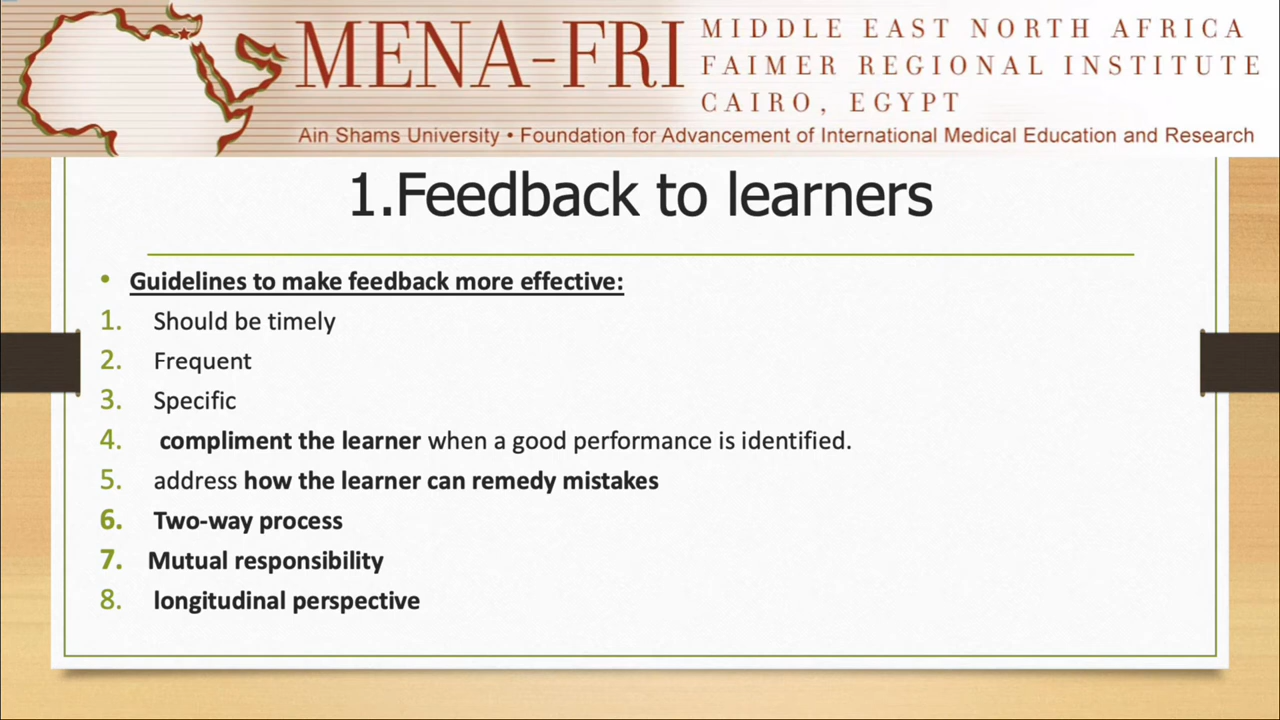 MENA-FRI
MIDDLE EAST NORTH AFRICA
FAIMER REGIONAL INSTITUTE
CAIRO, EGYPT
Ain Shams University • Foundation for Advancement of International Medical Education and Research
1.Feedback to learners
• Guidelines to make feedback more effective:
1. Should be timely
2. Frequent
3. Specific
4. compliment the learner when a good performance is identified.
5. address how the learner can remedy mistakes
6. Two-way process
7. Mutual responsibility
8. longitudinal perspective